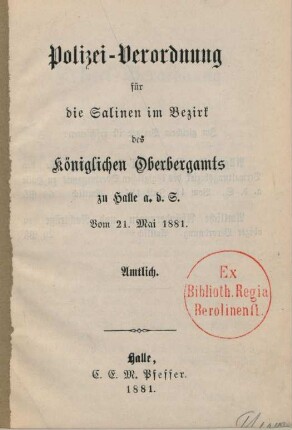 Polizei-Verordnung
für
die Salinen im Bezirk
des
Königlichen Oberbergamts
zu Halle a. d. S.
Vom 21. Mai 1881.
Amtlich.
Ex
Biblioth. Regia
Berolinenſi.
Halle,
C. E. M. Pfeffer.
1881.